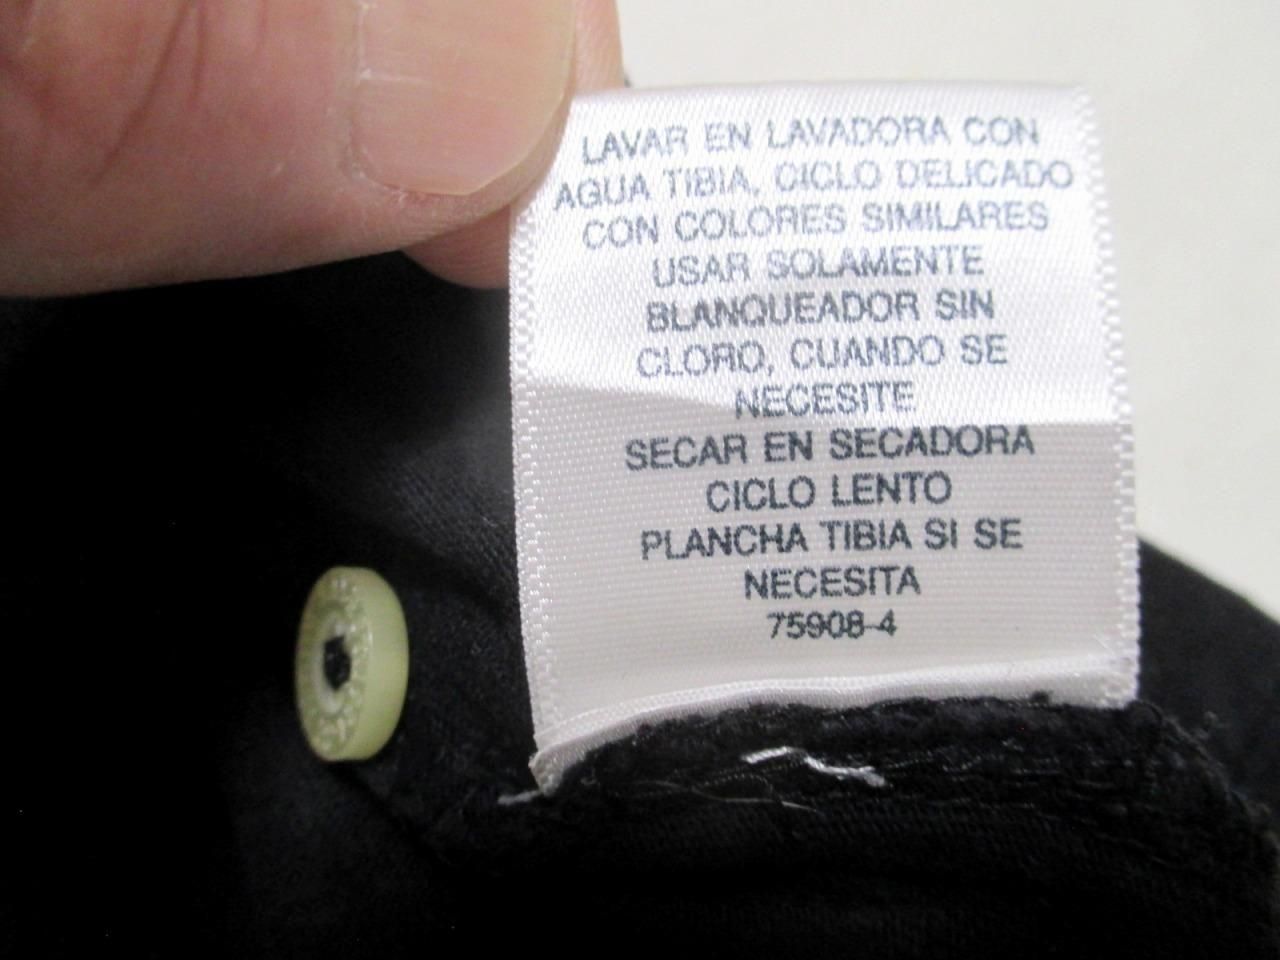 LAVAR EN LAVADORA CON
AGUA TIBIA, CICLO DELICADO
CON COLORES SIMILARES
USAR SOLAMENTE
BLANQUEADOR SIN
CLORO, CUANDO SE
NECESITE
SECAR EN SECADORA
CICLO LENTO
PLANCHA TIBIA SI SE
NECESITA
75908-4